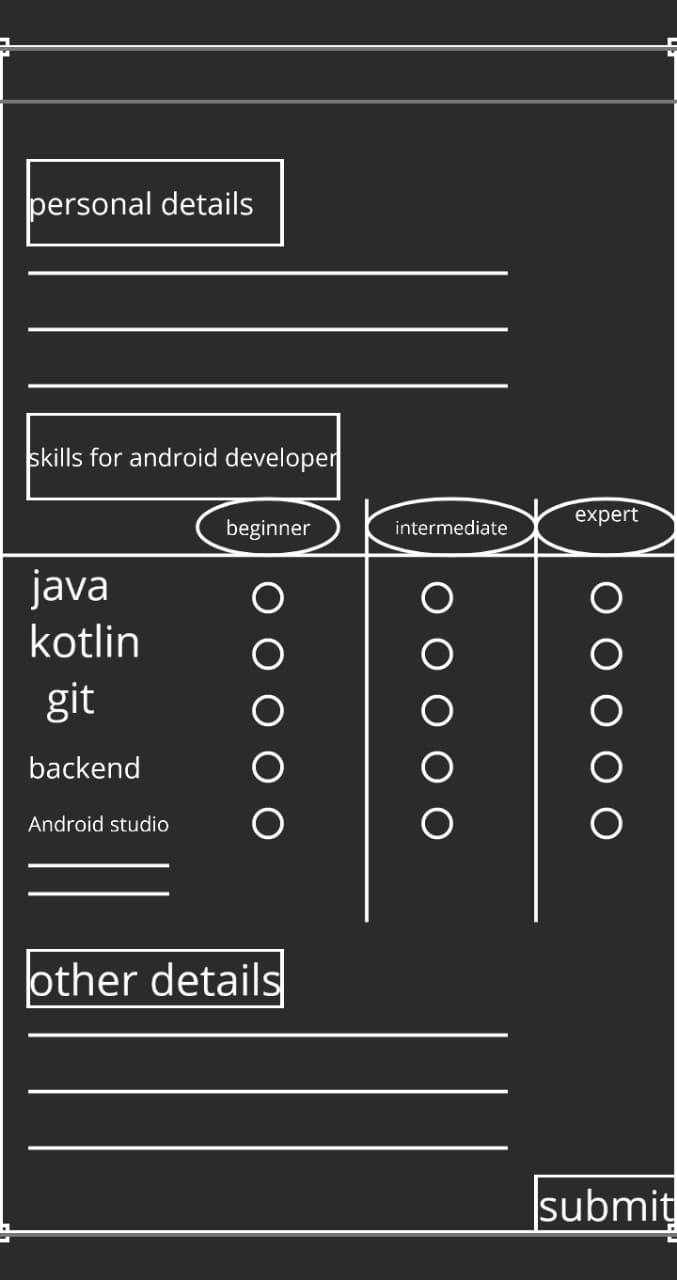 personal details
skills for android developer
beginner intermediate expert
java
kotlin
git
backend
Android studio
other details
submit